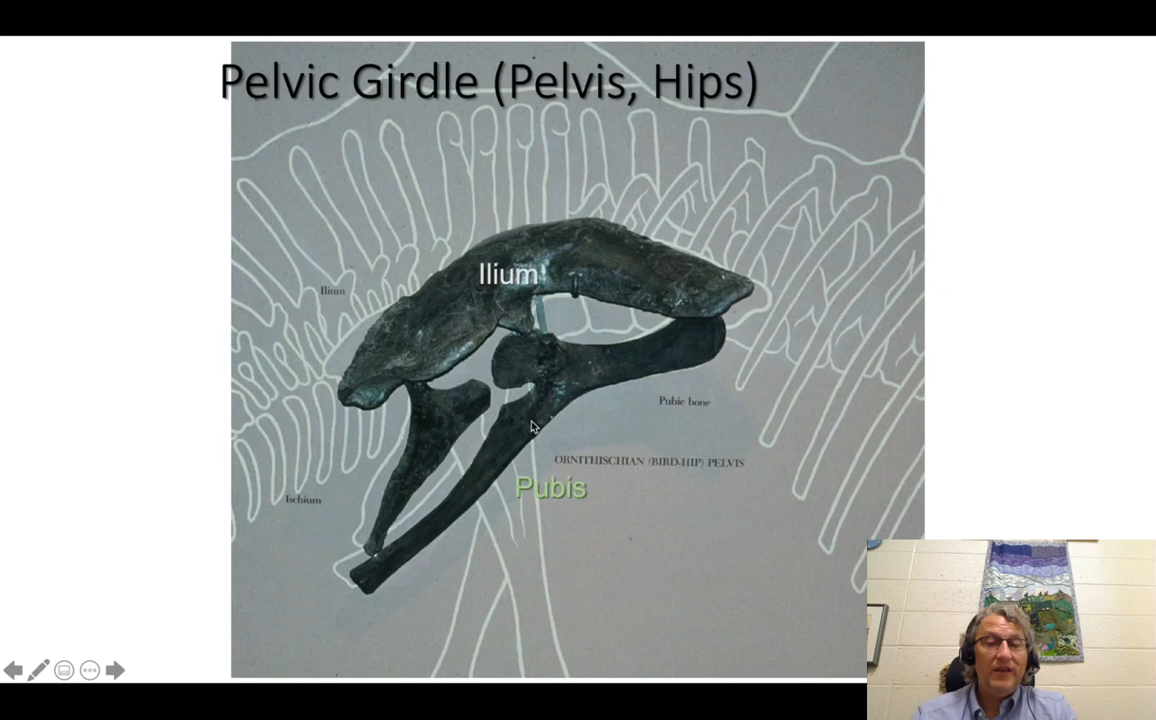 Pelvic Girdle (Pelvis, Hips)
Ilium
Ilium
Pubic bone
ORNITHISCHIAN (BIRD-HIP) PELVIS
Pubis
Ischium